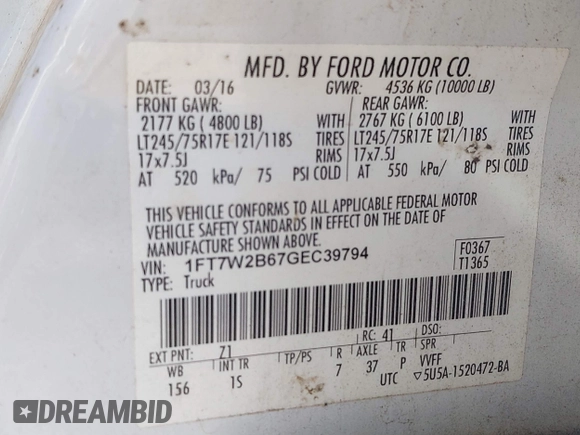 MFD. BY FORD MOTOR CO.
DATE: 03/16 GVWR: 4536 KG (10000 LB)
FRONT GAWR: REAR GAWR:
2177 KG ( 4800 LB) WITH 2767 KG ( 6100 LB) WITH
LT245/75R17E 121/118S TIRES LT245/75R17E 121/118S TIRES
17x7.5J RIMS 17x7.5J RIMS
AT 520 kPa/ 75 PSI COLD AT 550 kPa/ 80 PSI COLD
THIS VEHICLE CONFORMS TO ALL APPLICABLE FEDERAL MOTOR
VEHICLE SAFETY STANDARDS IN EFFECT ON THE DATE OF
MANUFACTURE SHOWN ABOVE.
VIN: 1FT7W2B67GEC39794 F0367
TYPE: Truck T1365
EXT PNT: 71 RC: 41 DSO:
WB INT TR TP/PS R AXLE TR SPR
156 1S 7 37 P VVFF
UTC ▽5U5A-1520472-BA
DREAMBID